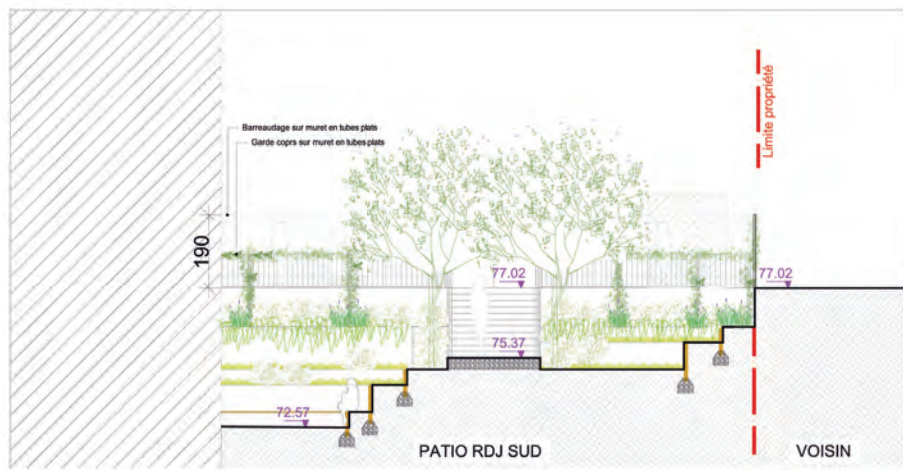 Limite propriété
Barreaudage sur muret en tubes plats
Garde coprs sur muret en tubes plats
190
77.02
77.02
75.37
72.57
PATIO RDJ SUD
VOISIN